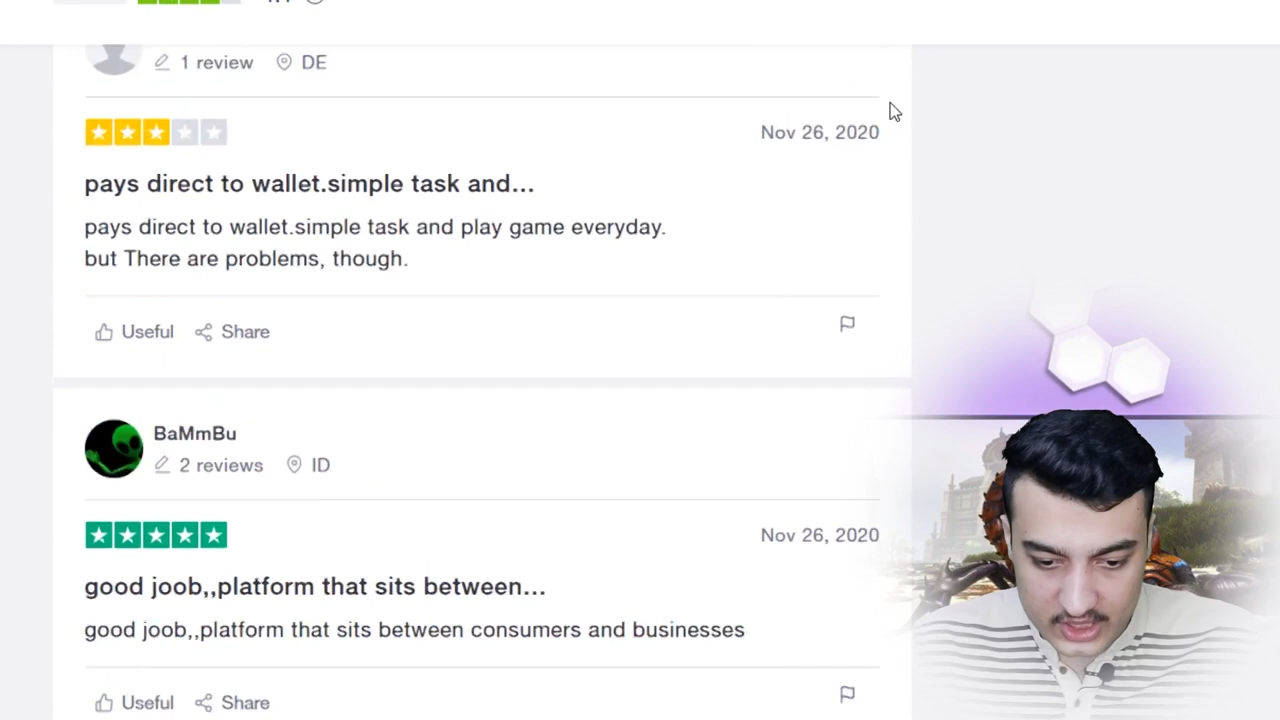 1 review DE
Nov 26, 2020
pays direct to wallet.simple task and...
pays direct to wallet.simple task and play game everyday.
but There are problems, though.
Useful Share
BaMmBu
2 reviews ID
Nov 26, 2020
good joob,,platform that sits between...
good joob,,platform that sits between consumers and businesses
Useful Share